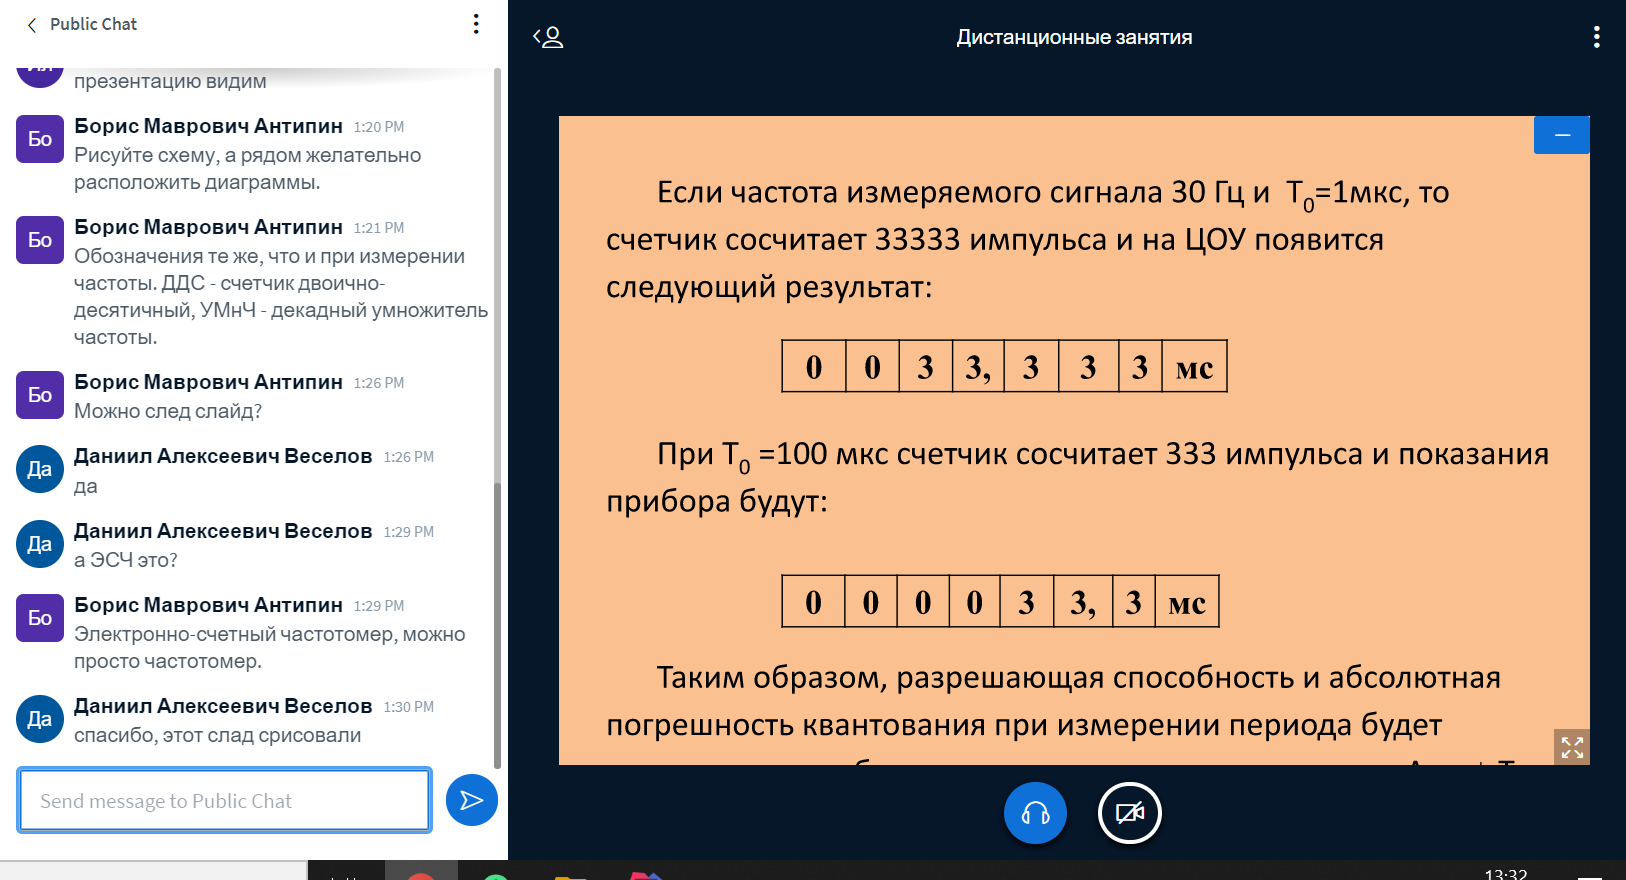 Public Chat
презентацию видим
Бо
Борис Маврович Антипин 1:20 PM
Рисуйте схему, а рядом желательно
расположить диаграммы.
Бо
Борис Маврович Антипин 1:21 PM
Обозначения те же, что и при измерении
частоты. ДДС - счетчик двоично-
десятичный, УМнЧ - декадный умножитель
частоты.
Бо
Борис Маврович Антипин 1:26 PM
Можно след слайд?
Да
Даниил Алексеевич Веселов 1:26 PM
да
Да
Даниил Алексеевич Веселов 1:29 PM
а ЭСЧ это?
Бо
Борис Маврович Антипин 1:29 PM
Электронно-счетный частотомер, можно
просто частотомер.
Да
Даниил Алексеевич Веселов 1:30 PM
спасибо, этот слад срисовали
Send message to Public Chat
Дистанционные занятия
Если частота измеряемого сигнала 30 Гц и T0=1мкс, то
счетчик сосчитает 33333 импульса и на ЦОУ появится
следующий результат:
0 0 3 3, 3 3 3 мс
При T0 =100 мкс счетчик сосчитает 333 импульса и показания
прибора будут:
0 0 0 0 3 3, 3 мс
Таким образом, разрешающая способность и абсолютная
погрешность квантования при измерении периода будет
13:32